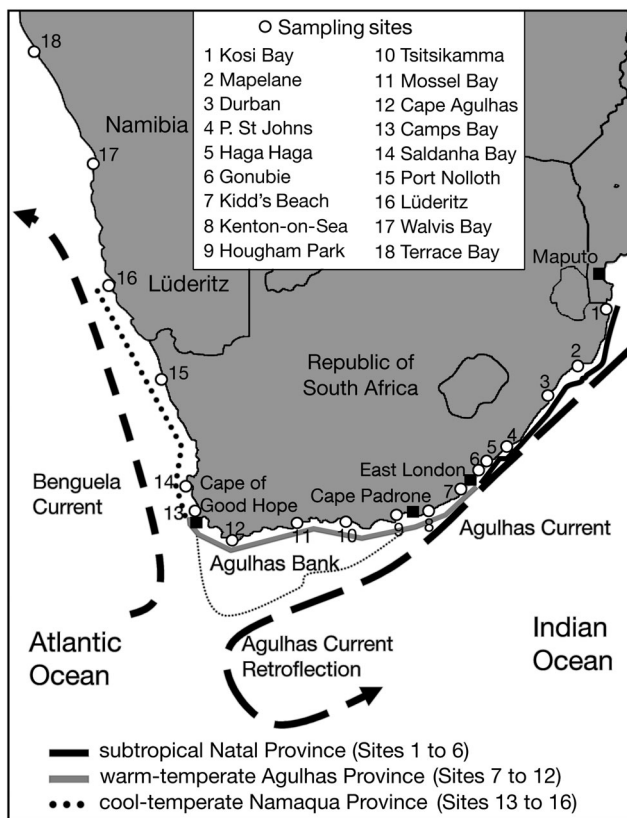 Sampling sites
1 Kosi Bay
2 Mapelane
3 Durban
4 P. St Johns
5 Haga Haga
6 Gonubie
7 Kidd's Beach
8 Kenton-on-Sea
9 Hougham Park
10 Tsitsikamma
11 Mossel Bay
12 Cape Agulhas
13 Camps Bay
14 Saldanha Bay
15 Port Nolloth
16 Lüderitz
17 Walvis Bay
18 Terrace Bay
18
Namibia
17
Maputo
16
Lüderitz
1
Republic of
South Africa
2
15
3
4
5
East London
6
Benguela
Current
14
Cape of
Good Hope
7
Cape Padrone
13
12
11
10
9
8
Agulhas Current
Agulhas Bank
Atlantic
Ocean
Agulhas Current
Retroflection
Indian
Ocean
subtropical Natal Province (Sites 1 to 6)
warm-temperate Agulhas Province (Sites 7 to 12)
cool-temperate Namaqua Province (Sites 13 to 16)